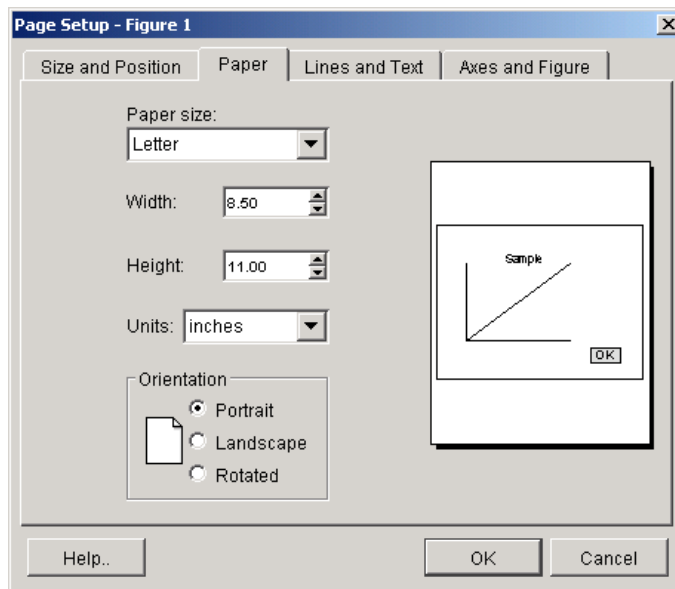 Page Setup - Figure 1
Size and Position Paper Lines and Text Axes and Figure
Paper size:
Letter
Width: 8.50
Height: 11.00
Units: inches
Orientation
Portrait
Landscape
Rotated
Sample
OK
Help.. OK Cancel